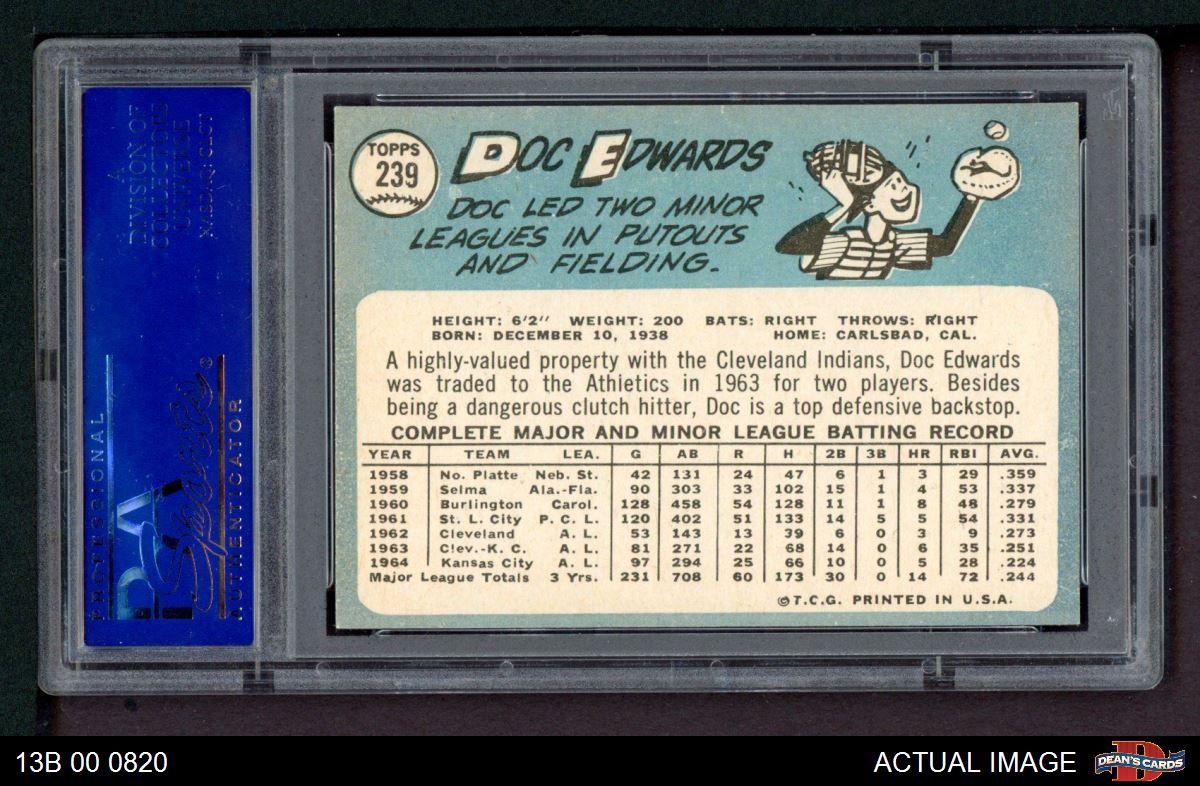 A
DIVISION OF
COLLECTORS
UNIVERSE
NASDAQ: CLCT
PROFESSIONAL
PSA
Sports
AUTHENTICATOR
TOPPS
239
DOC EDWARDS
DOC LED TWO MINOR
LEAGUES IN PUTOUTS
AND FIELDING.
HEIGHT: 6'2" WEIGHT: 200 BATS: RIGHT THROWS: RIGHT
BORN: DECEMBER 10, 1938 HOME: CARLSBAD, CAL.
A highly-valued property with the Cleveland Indians, Doc Edwards
was traded to the Athletics in 1963 for two players. Besides
being a dangerous clutch hitter, Doc is a top defensive backstop.
COMPLETE MAJOR AND MINOR LEAGUE BATTING RECORD
YEAR TEAM LEA. G AB R H 2B 3B HR RBI AVG.
1958 No. Platte Neb. St. 42 131 24 47 6 1 3 29 .359
1959 Selma Ala.-Fla. 90 303 33 102 15 1 4 53 .337
1960 Burlington Carol. 128 458 54 128 11 1 8 48 .279
1961 St. L. City P. C. L. 120 402 51 133 14 5 5 54 .331
1962 Cleveland A. L. 53 143 13 39 6 0 3 9 .273
1963 Clev.-K. C. A. L. 81 271 22 68 14 0 6 35 .251
1964 Kansas City A. L. 97 294 25 66 10 0 5 28 .224
Major League Totals 3 Yrs. 231 708 60 173 30 0 14 72 .244
©T.C.G. PRINTED IN U.S.A.
13B 00 0820
ACTUAL IMAGE
DEAN'S CARDS